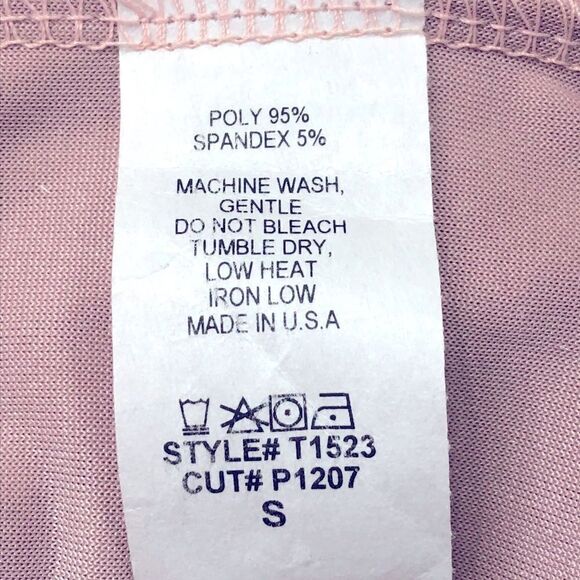 POLY 95%
SPANDEX 5%
MACHINE WASH,
GENTLE
DO NOT BLEACH
TUMBLE DRY,
LOW HEAT
IRON LOW
MADE IN U.S.A
STYLE# T1523
CUT# P1207
S